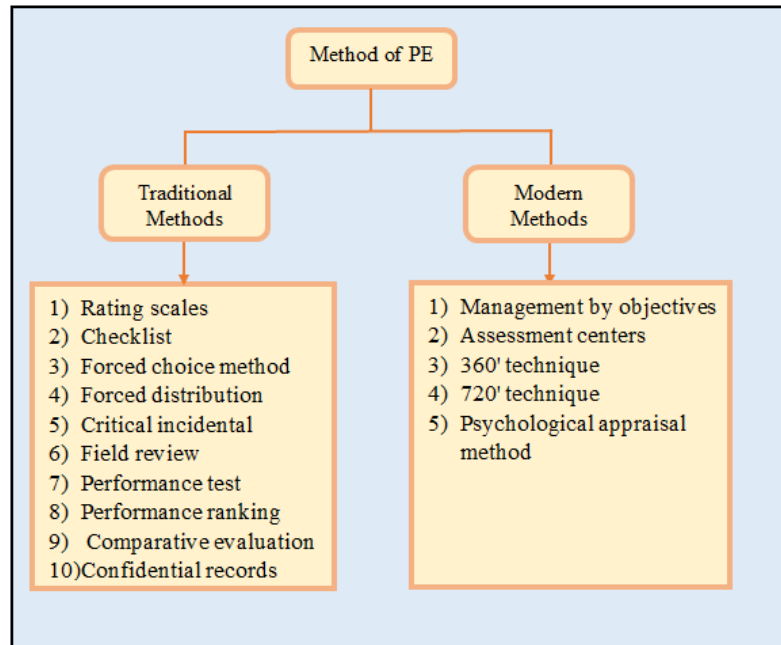 Method of PE
Traditional
Methods
Modern
Methods
1) Rating scales
2) Checklist
3) Forced choice method
4) Forced distribution
5) Critical incidental
6) Field review
7) Performance test
8) Performance ranking
9) Comparative evaluation
10)Confidential records
1) Management by objectives
2) Assessment centers
3) 360' technique
4) 720' technique
5) Psychological appraisal
method